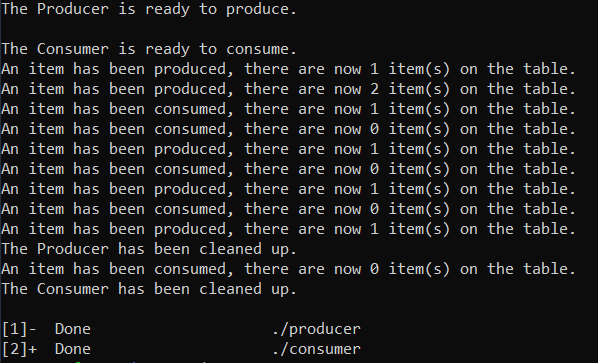 The Producer is ready to produce.
The Consumer is ready to consume.
An item has been produced, there are now 1 item(s) on the table.
An item has been produced, there are now 2 item(s) on the table.
An item has been consumed, there are now 1 item(s) on the table.
An item has been consumed, there are now 0 item(s) on the table.
An item has been produced, there are now 1 item(s) on the table.
An item has been consumed, there are now 0 item(s) on the table.
An item has been produced, there are now 1 item(s) on the table.
An item has been consumed, there are now 0 item(s) on the table.
An item has been produced, there are now 1 item(s) on the table.
The Producer has been cleaned up.
An item has been consumed, there are now 0 item(s) on the table.
The Consumer has been cleaned up.
[1]-  Done                  ./producer
[2]+  Done                  ./consumer